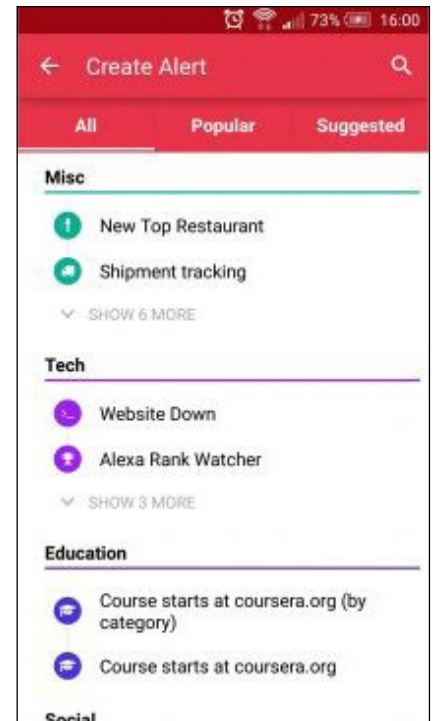 73% 16:00
Create Alert
All Popular Suggested
Misc
New Top Restaurant
Shipment tracking
SHOW 6 MORE
Tech
Website Down
Alexa Rank Watcher
SHOW 3 MORE
Education
Course starts at coursera.org (by
category)
Course starts at coursera.org
Social